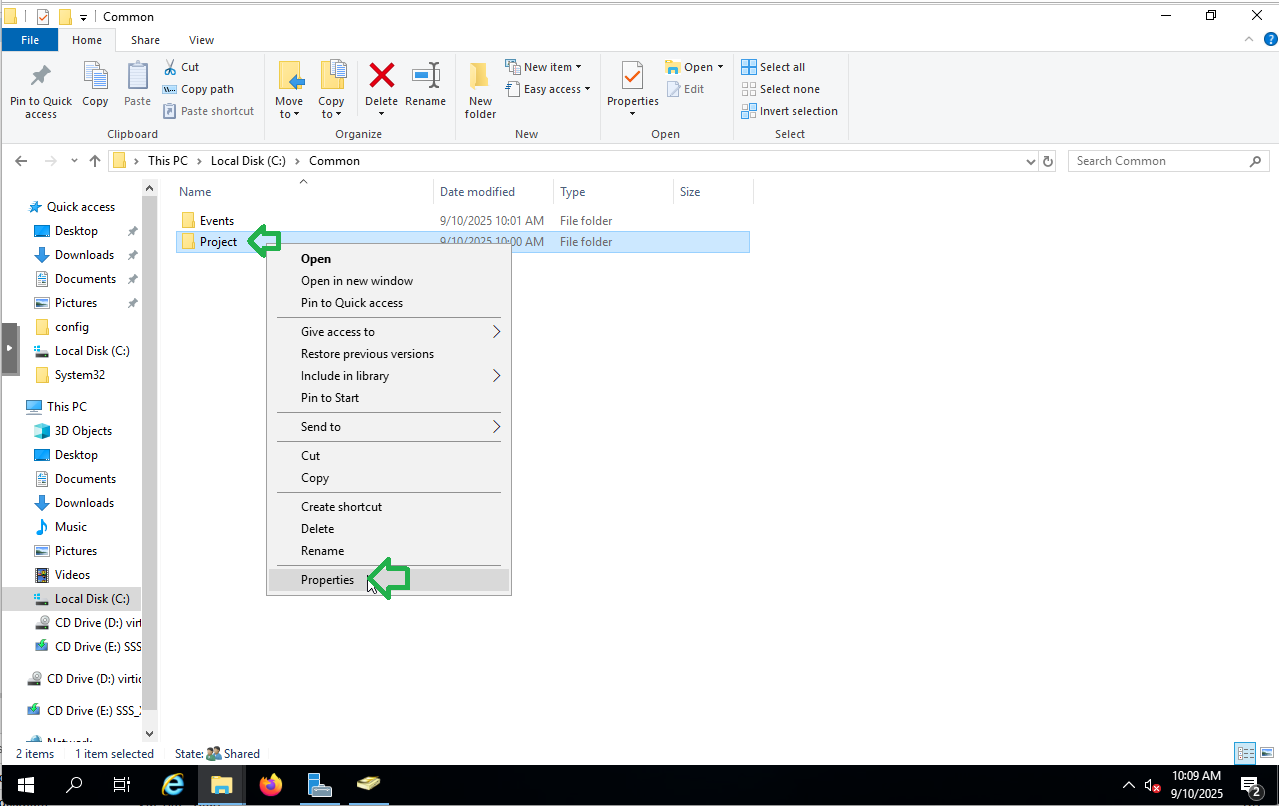 Common
File Home Share View
Pin to Quick access
Copy
Paste
Cut
Copy path
Paste shortcut
Clipboard
Move to
Copy to
Delete
Rename
Organize
New folder
New item
Easy access
New
Properties
Open
Edit
Open
Select all
Select none
Invert selection
Select
This PC Local Disk (C:) Common
Search Common
Name Date modified Type Size
Events 9/10/2025 10:01 AM File folder
Project 9/10/2025 10:00 AM File folder
Quick access
Desktop
Downloads
Documents
Pictures
config
Local Disk (C:)
System32
This PC
3D Objects
Desktop
Documents
Downloads
Music
Pictures
Videos
Local Disk (C:)
CD Drive (D:) virti
CD Drive (E:) SSS
CD Drive (D:) virtio
CD Drive (E:) SSS_
Network
Open
Open in new window
Pin to Quick access
Give access to
Restore previous versions
Include in library
Pin to Start
Send to
Cut
Copy
Create shortcut
Delete
Rename
Properties
2 items 1 item selected State: Shared
10:09 AM
9/10/2025
2